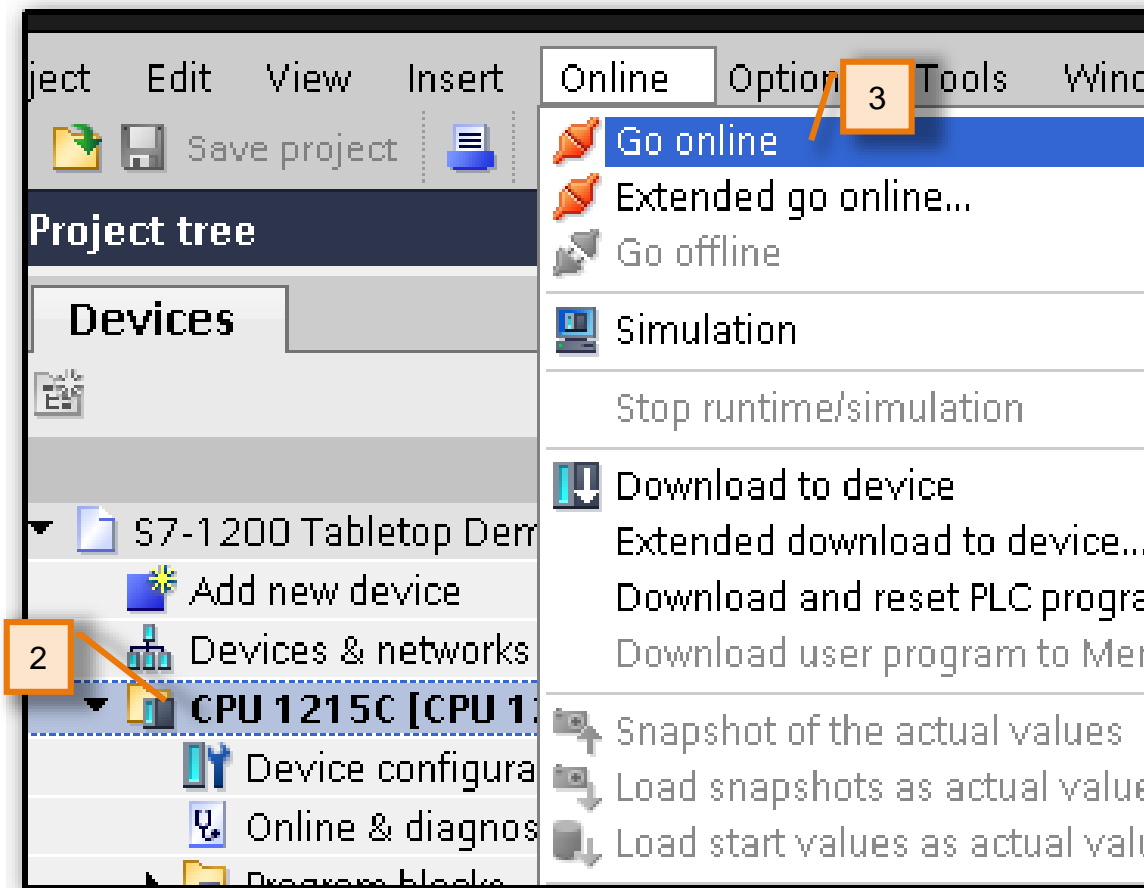 ject Edit View Insert Online Option Tools Wind
3
Save project
Go online
Extended go online...
Go offline
Project tree
Devices
Simulation
Stop runtime/simulation
Download to device
Extended download to device...
Download and reset PLC progra
Download user program to Mer
S7-1200 Tabletop Dem
Add new device
2
Devices & networks
CPU 1215C [CPU 1
Device configura
Online & diagnos
Program blocks
Snapshot of the actual values
Load snapshots as actual value
Load start values as actual valu